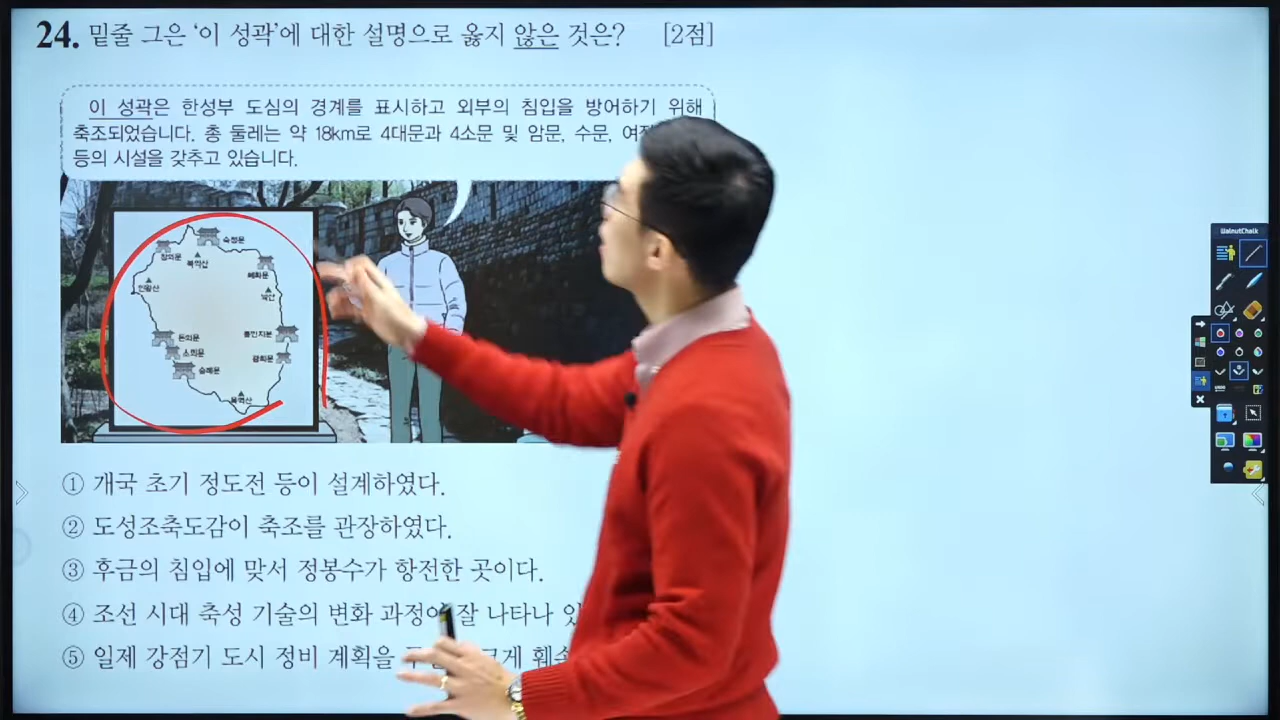 24. 밑줄 그은 '이 성곽'에 대한 설명으로 옳지 않은 것은? [2점]
이 성곽은 한성부 도심의 경계를 표시하고 외부의 침입을 방어하기 위해
축조되었습니다. 총 둘레는 약 18km로 4대문과 4소문 및 암문, 수문,
등의 시설을 갖추고 있습니다.
숙정문
창의문
북악산
혜화문
인왕산
낙산
돈의문
흥인지문
소의문
광희문
숭례문
목멱산
① 개국 초기 정도전 등이 설계하였다.
② 도성조축도감이 축조를 관장하였다.
③ 후금의 침입에 맞서 정봉수가 항전한 곳이다.
④ 조선 시대 축성 기술의 변화 과정이 잘 나타나
⑤ 일제 강점기 도시 정비 계획을
WalnutChalk